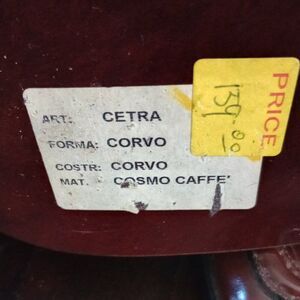 ART: CETRA
FORMA: CORVO
COSTR: CORVO
MAT. COSMO CAFFE'
PRICE
139.00